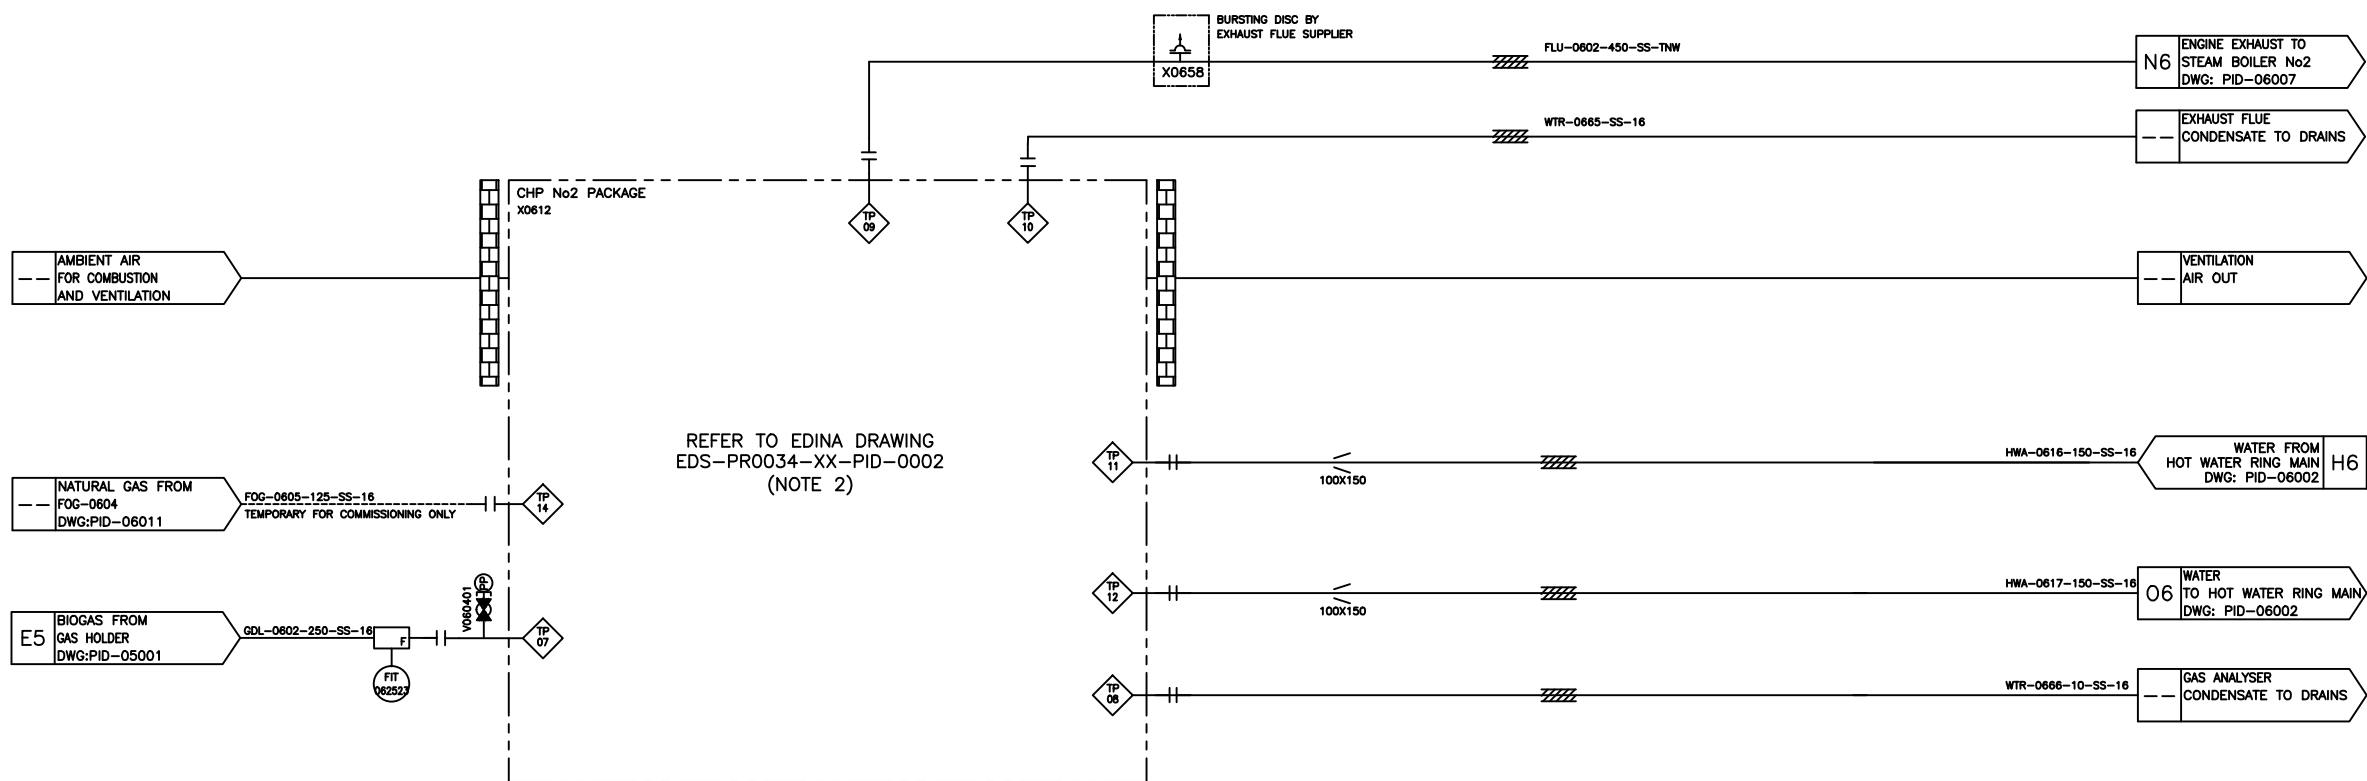 BURSTING DISC BY
EXHAUST FLUE SUPPLIER
X0658
FLU-0602-450-SS-TNW
N6
ENGINE EXHAUST TO
STEAM BOILER No2
DWG: PID-06007
WTR-0665-SS-16
EXHAUST FLUE
CONDENSATE TO DRAINS
CHP No2 PACKAGE
X0612
TP
09
TP
10
AMBIENT AIR
FOR COMBUSTION
AND VENTILATION
VENTILATION
AIR OUT
REFER TO EDINA DRAWING
EDS-PR0034-XX-PID-0002
(NOTE 2)
TP
11
100X150
HWA-0616-150-SS-16
WATER FROM
HOT WATER RING MAIN
DWG: PID-06002
H6
NATURAL GAS FROM
FOG-0604
DWG:PID-06011
FOG-0605-125-SS-16
TEMPORARY FOR COMMISSIONING ONLY
TP
14
TP
12
100X150
HWA-0617-150-SS-16
O6
WATER
TO HOT WATER RING MAIN
DWG: PID-06002
E5
BIOGAS FROM
GAS HOLDER
DWG:PID-05001
GDL-0602-250-SS-16
F
FIT
062523
V060401
PP
TP
07
TP
08
WTR-0666-10-SS-16
GAS ANALYSER
CONDENSATE TO DRAINS